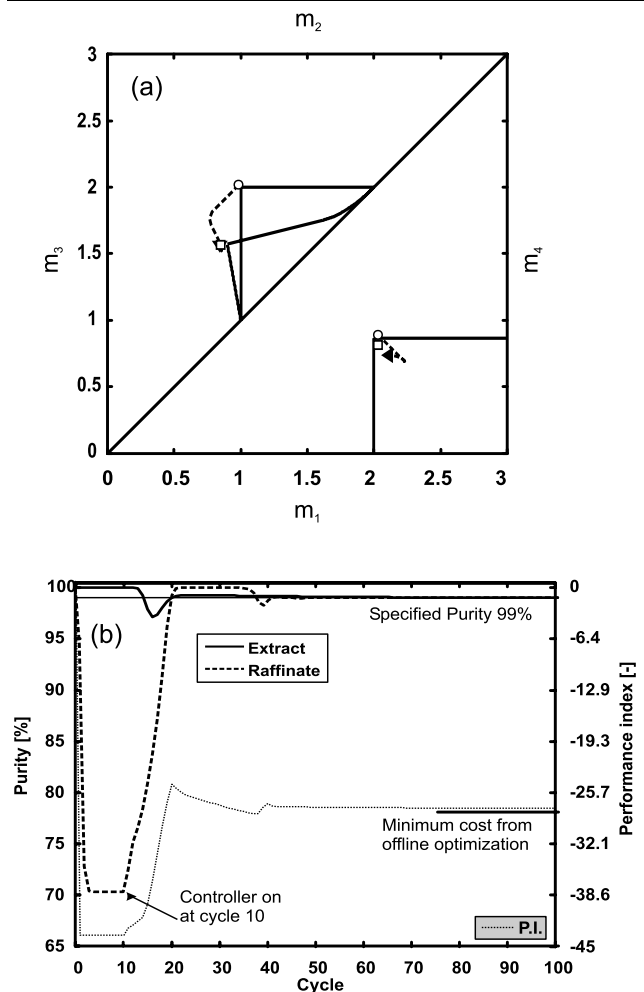 m2
3
(a)
2.5
2
m3
1.5
m4
1
0.5
0
0 0.5 1 1.5 2 2.5 3
m1
100 0
Specified Purity 99%
95 (b) -6.4
Extract
Raffinate
90 -12.9
85 -19.3
Purity [%]
Performance index [-]
80 -25.7
Minimum cost from
offline optimization
75 -32.1
70 -38.6
Controller on
at cycle 10
P.I.
65 -45
0 10 20 30 40 50 60 70 80 90 100
Cycle